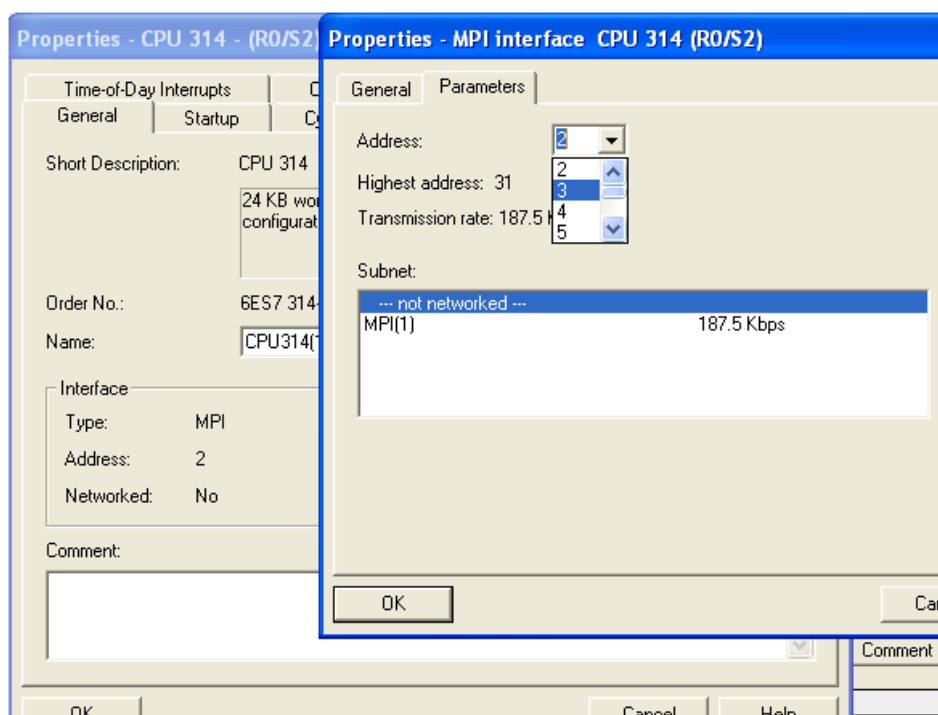 Properties - CPU 314 - (R0/S2)
Time-of-Day Interrupts
General Startup
Short Description: CPU 314
24 KB
Order No.: 6ES7 314-
Name: CPU314(1
Interface
Type: MPI
Address: 2
Networked: No
Comment:
OK Cancel Help
Properties - MPI interface CPU 314 (R0/S2)
General Parameters
Address: 2
2
3
4
5
Highest address: 31
Transmission rate: 187.5
Subnet:
--- not networked ---
MPI(1) 187.5 Kbps
OK
Comment